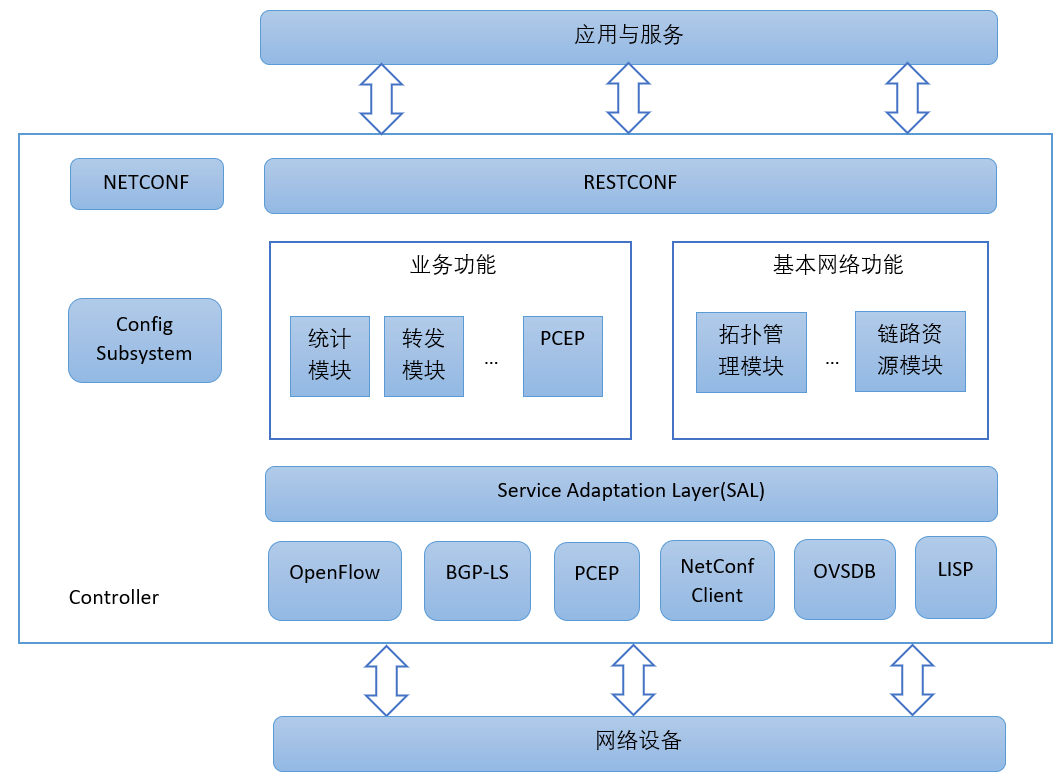 应用与服务
NETCONF
RESTCONF
业务功能
基本网络功能
Config
Subsystem
统计
模块
转发
模块
...
PCEP
拓扑管
理模块
...
链路资
源模块
Service Adaptation Layer(SAL)
OpenFlow
BGP-LS
PCEP
NetConf
Client
OVSDB
LISP
Controller
网络设备